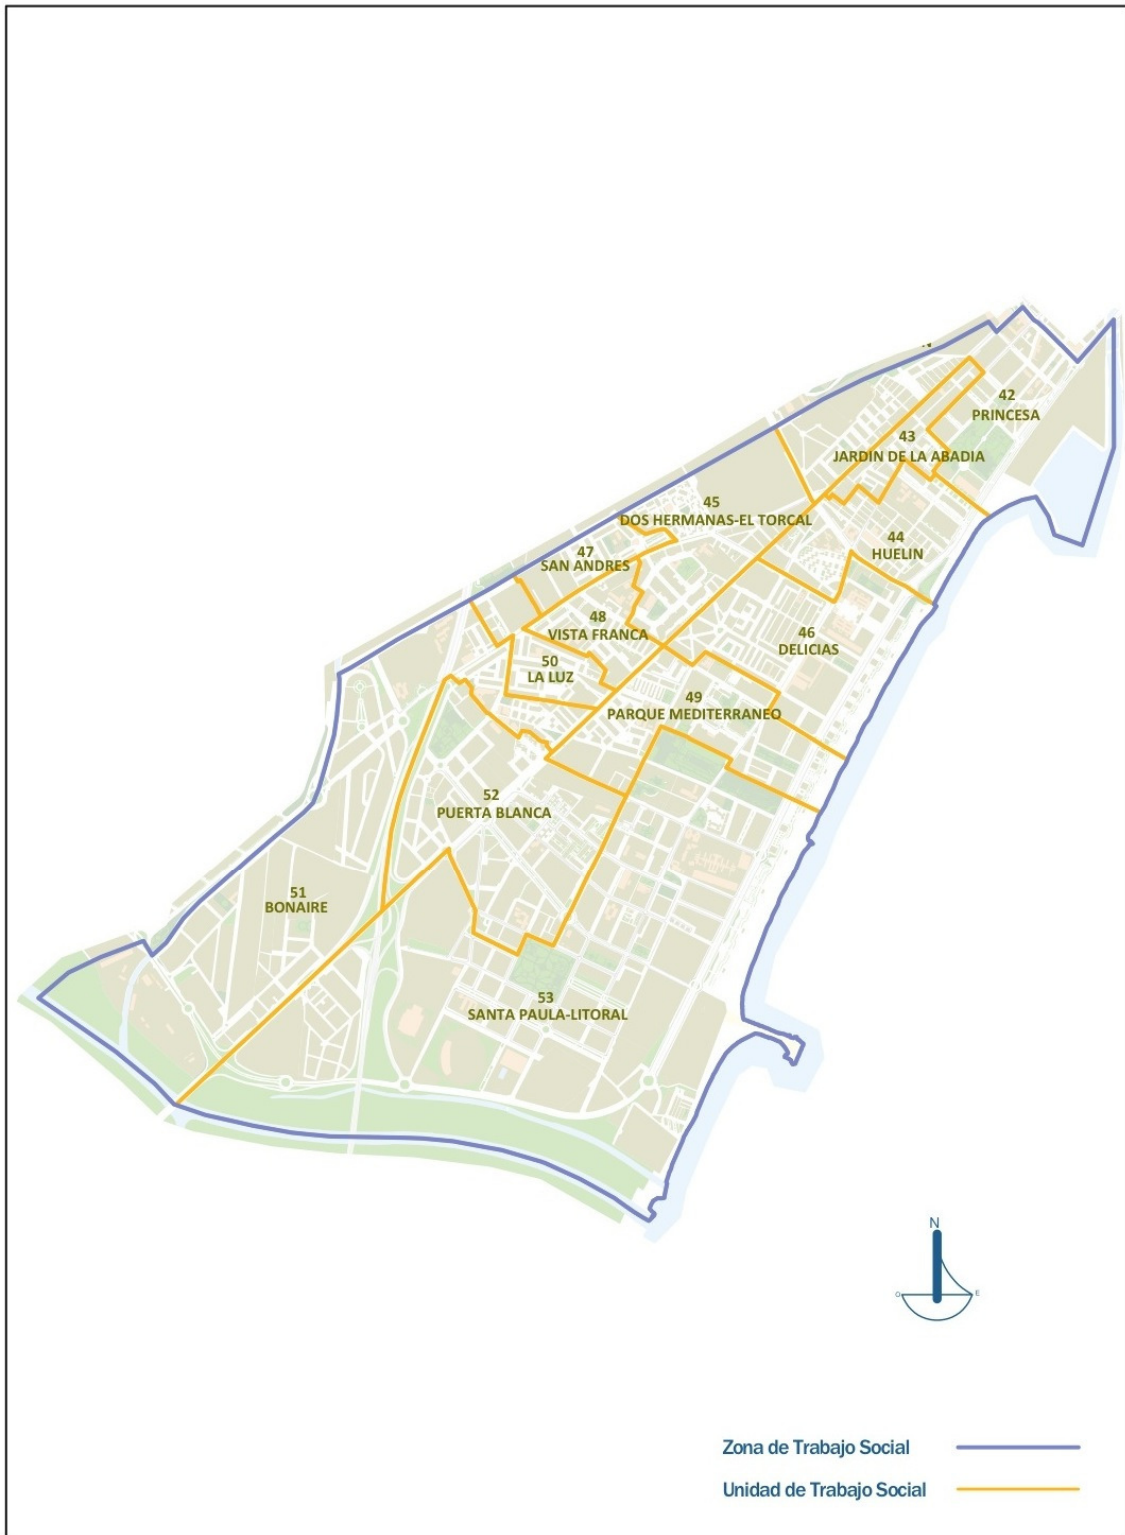 42
PRINCESA
43
JARDIN DE LA ABADIA
45
DOS HERMANAS-EL TORCAL
44
HUELIN
47
SAN ANDRES
48
VISTA FRANCA
46
DELICIAS
50
LA LUZ
49
PARQUE MEDITERRANEO
52
PUERTA BLANCA
51
BONAIRE
53
SANTA PAULA-LITORAL
N
O E
Zona de Trabajo Social
Unidad de Trabajo Social